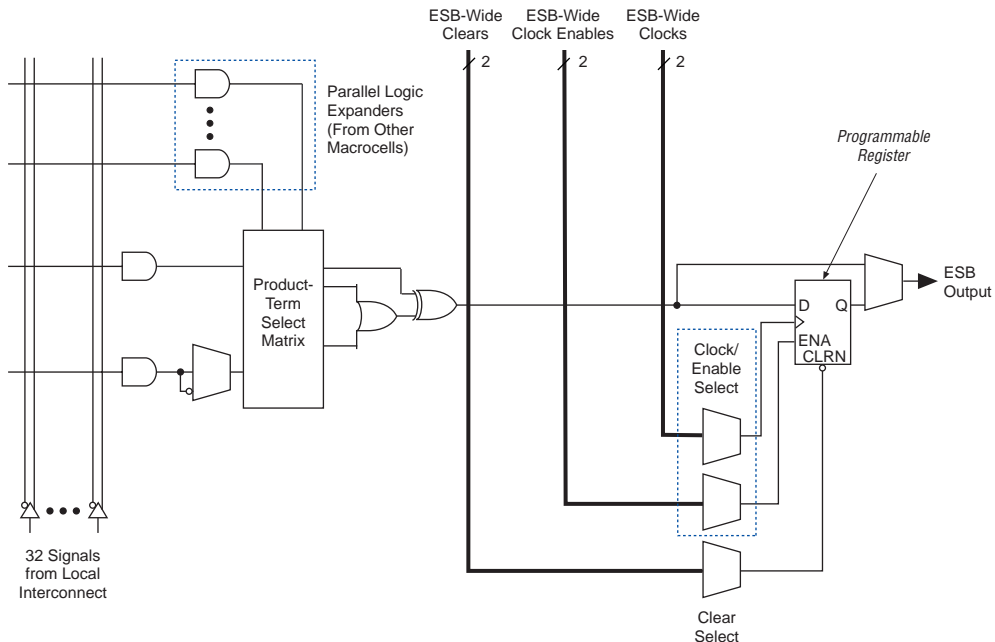 ESB-Wide
Clears
ESB-Wide
Clock Enables
ESB-Wide
Clocks
2
2
2
Parallel Logic
Expanders
(From Other
Macrocells)
Programmable
Register
Product-
Term
Select
Matrix
ESB
Output
D
Q
ENA
CLRN
Clock/
Enable
Select
32 Signals
from Local
Interconnect
Clear
Select